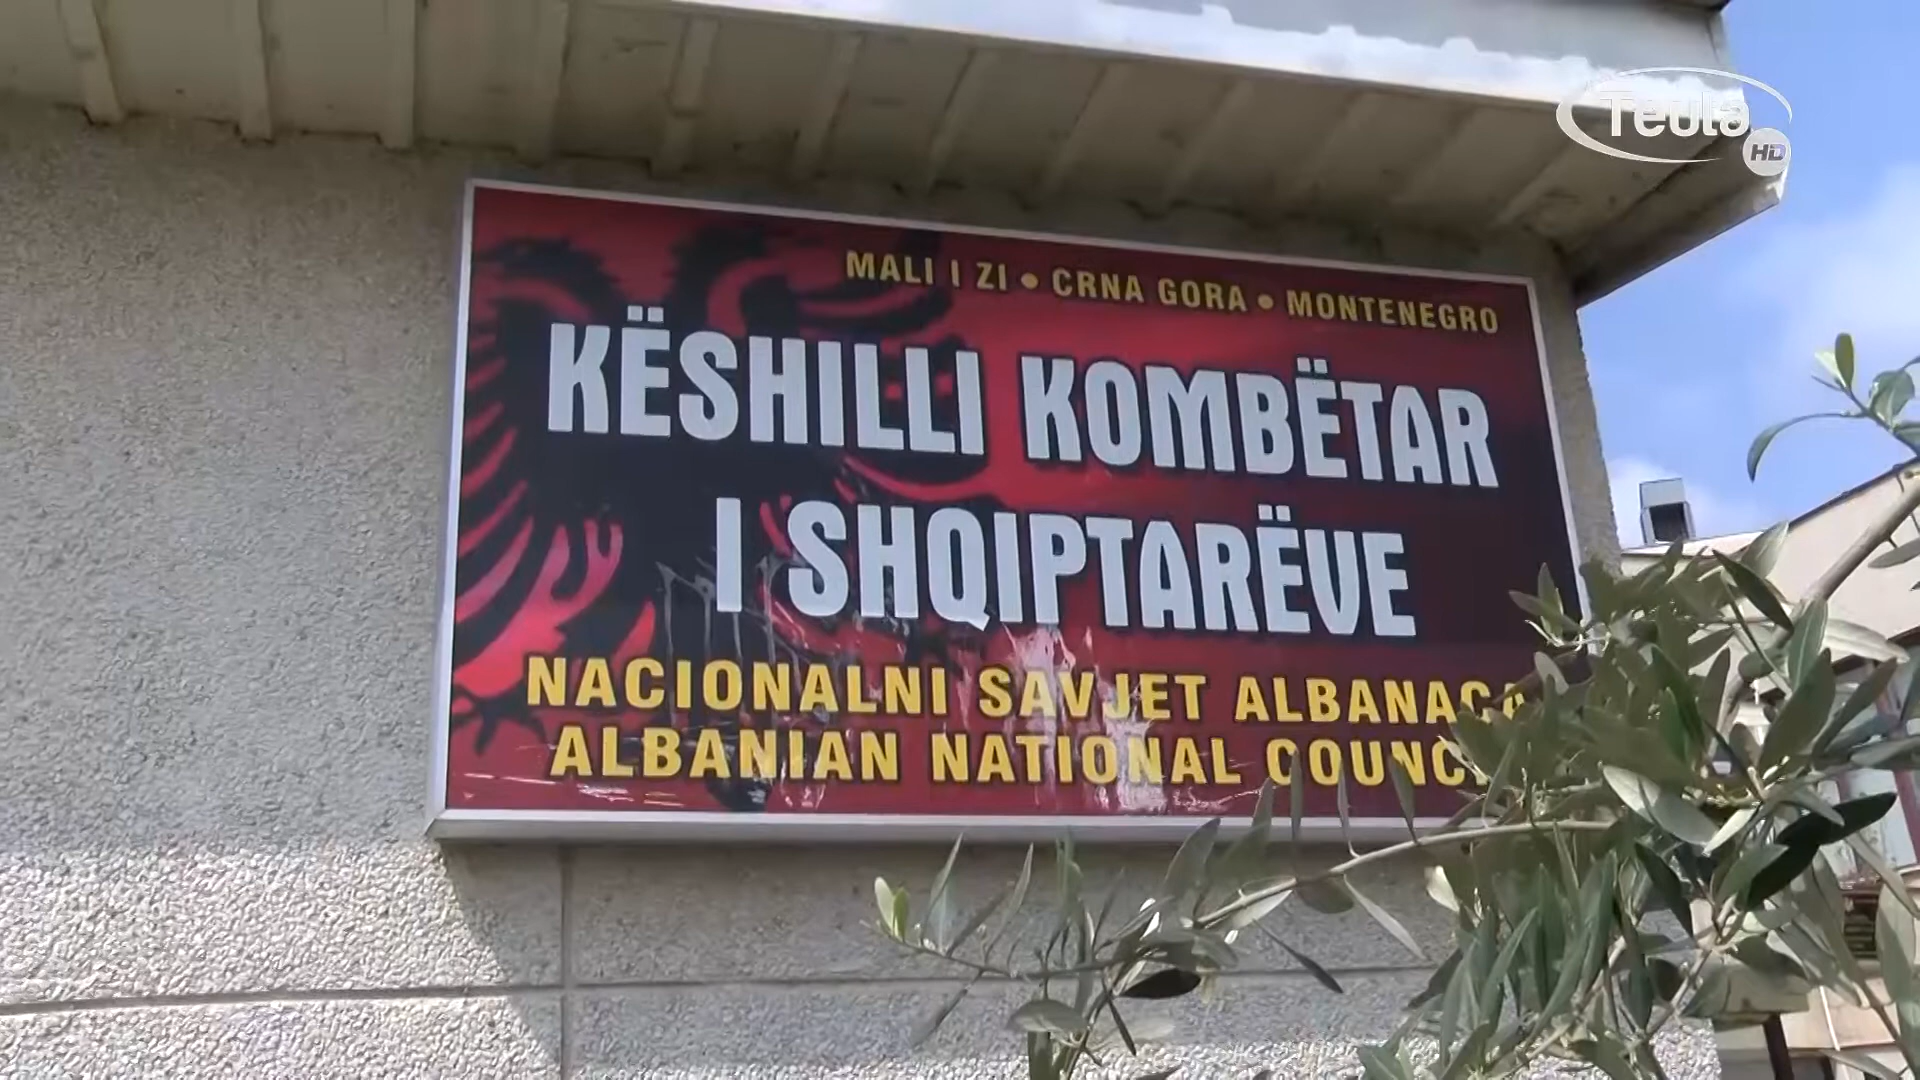 Teuta HD
MALI I ZI • CRNA GORA • MONTENEGRO
KËSHILLI KOMBËTAR
I SHQIPTARËVE
NACIONALNI SAVJET ALBANACA
ALBANIAN NATIONAL COUNCIL